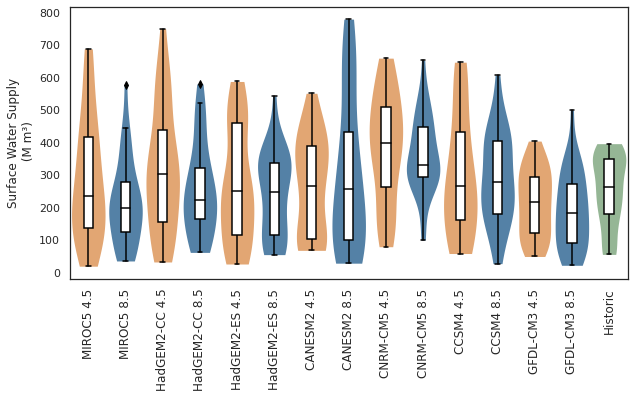 Surface Water Supply
(M m³)
800
700
600
500
400
300
200
100
0
MIROC5 4.5
MIROC5 8.5
HadGEM2-CC 4.5
HadGEM2-CC 8.5
HadGEM2-ES 4.5
HadGEM2-ES 8.5
CANESM2 4.5
CANESM2 8.5
CNRM-CM5 4.5
CNRM-CM5 8.5
CCSM4 4.5
CCSM4 8.5
GFDL-CM3 4.5
GFDL-CM3 8.5
Historic